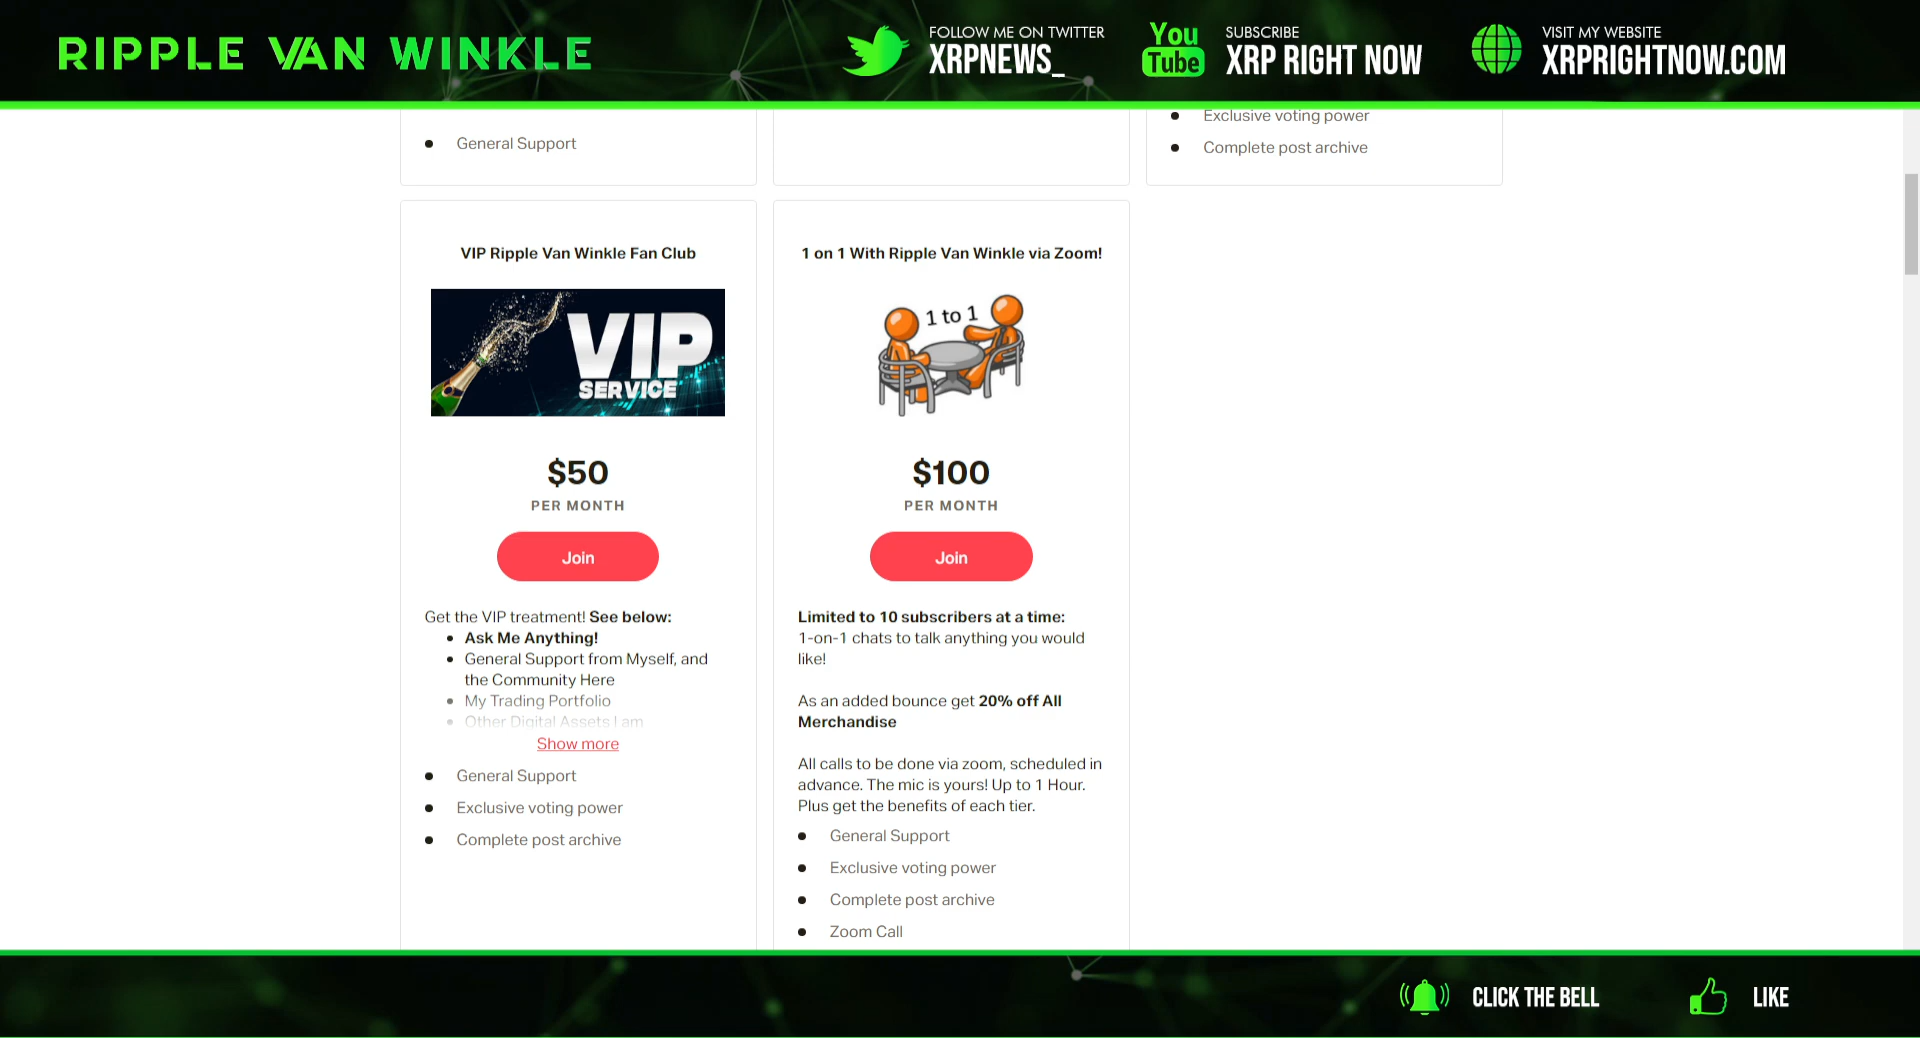 RIPPLE VAN WINKLE
FOLLOW ME ON TWITTER
XRPNEWS_
You
Tube
SUBSCRIBE
XRP RIGHT NOW
VISIT MY WEBSITE
XRPRIGHTNOW.COM
General Support
Exclusive voting power
Complete post archive
VIP Ripple Van Winkle Fan Club
VIP
SERVICE
$50
PER MONTH
Join
Get the VIP treatment! See below:
Ask Me Anything!
General Support from Myself, and
the Community Here
My Trading Portfolio
Other Digital Assets I am
Show more
General Support
Exclusive voting power
Complete post archive
1 on 1 With Ripple Van Winkle via Zoom!
1 to 1
$100
PER MONTH
Join
Limited to 10 subscribers at a time:
1-on-1 chats to talk anything you would
like!
As an added bounce get 20% off All
Merchandise
All calls to be done via zoom, scheduled in
advance. The mic is yours! Up to 1 Hour.
Plus get the benefits of each tier.
General Support
Exclusive voting power
Complete post archive
Zoom Call
CLICK THE BELL
LIKE